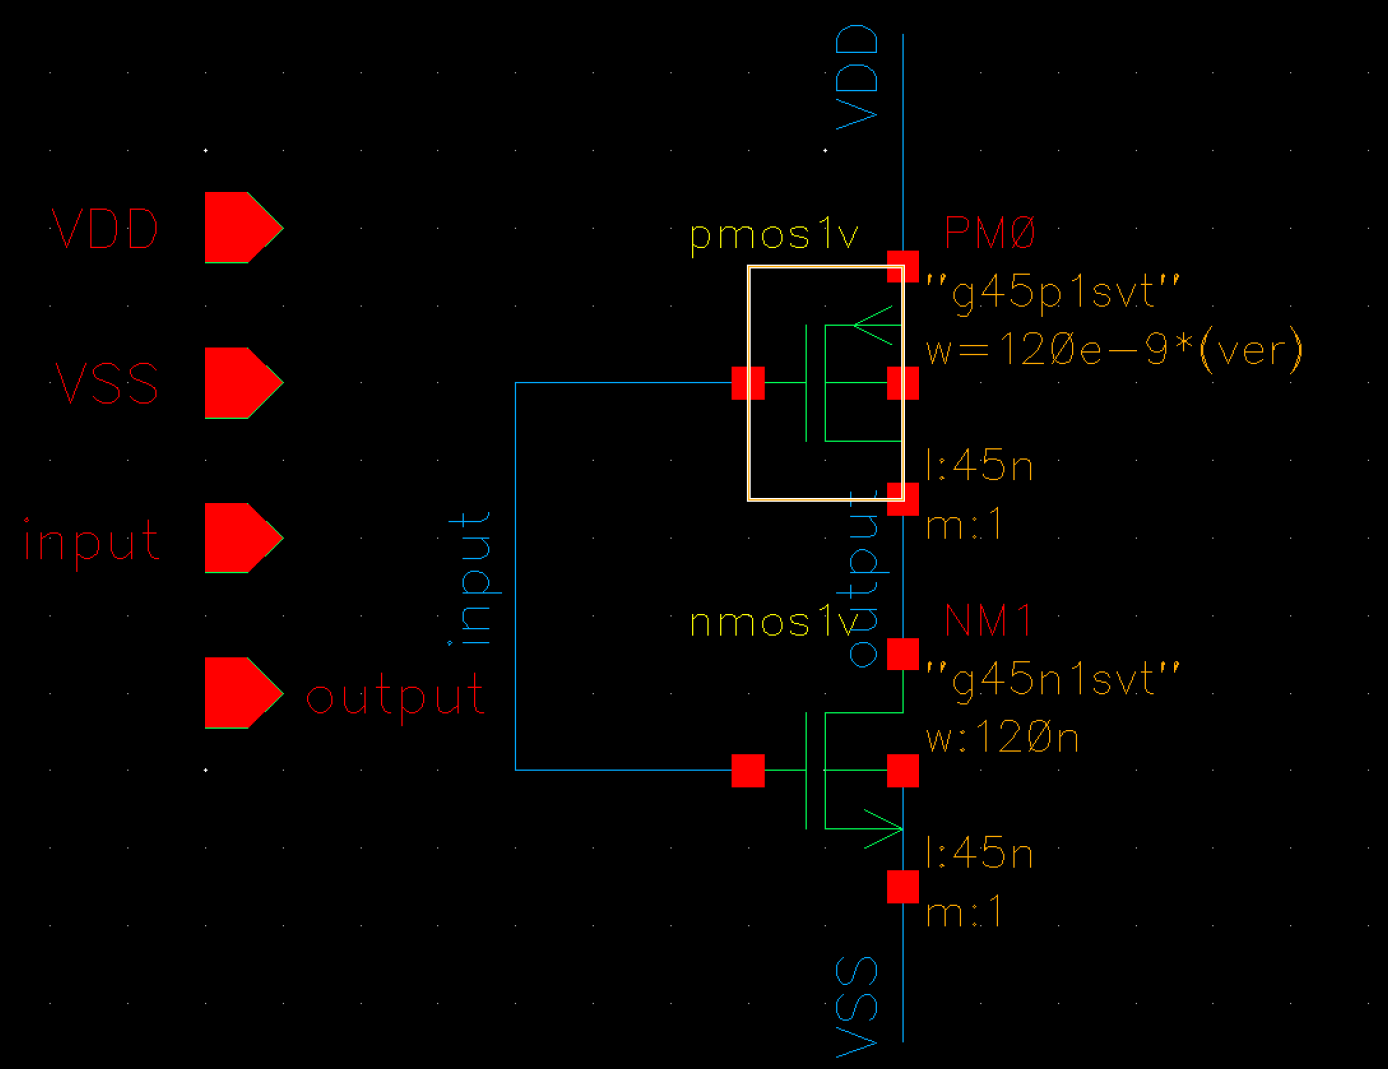 VDD
VSS
input
output
VDD
pmos1v
PM0
"g45p1svt"
w=120e-9*(ver)
l:45n
m:1
input
output
nmos1v
NM1
"g45n1svt"
w:120n
l:45n
m:1
VSS